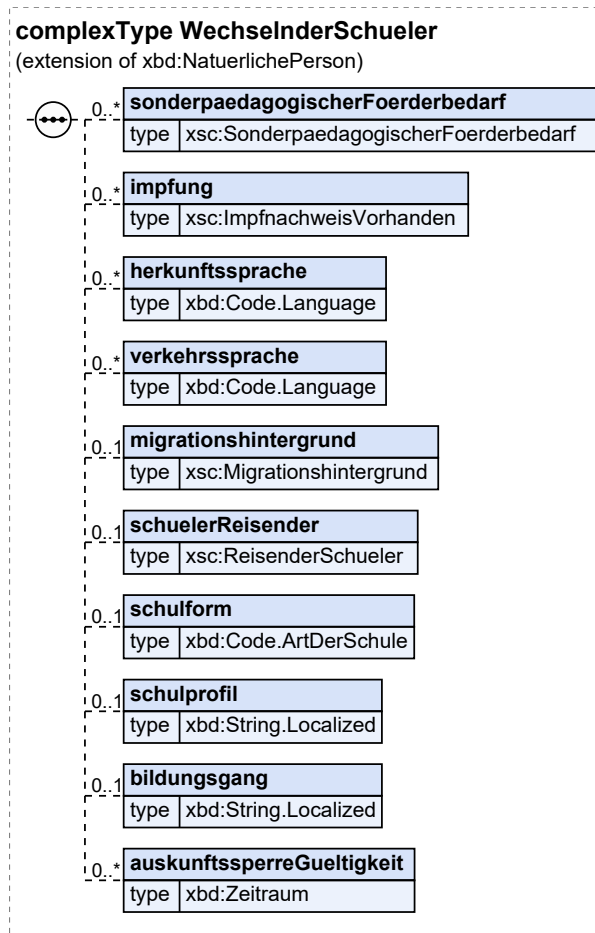 complexType WechselnderSchueler
(extension of xbd:NatuerlichePerson)
0..* sonderpaedagogischerFoerderbedarf
type xsc:SonderpaedagogischerFoerderbedarf
0..* impfung
type xsc:ImpfnachweisVorhanden
0..* herkunftssprache
type xbd:Code.Language
0..* verkehrssprache
type xbd:Code.Language
0..1 migrationshintergrund
type xsc:Migrationshintergrund
0..1 schuelerReisender
type xsc:ReisenderSchueler
0..1 schulform
type xbd:Code.ArtDerSchule
0..1 schulprofil
type xbd:String.Localized
0..1 bildungsgang
type xbd:String.Localized
0..* auskunftssperreGueltigkeit
type xbd:Zeitraum